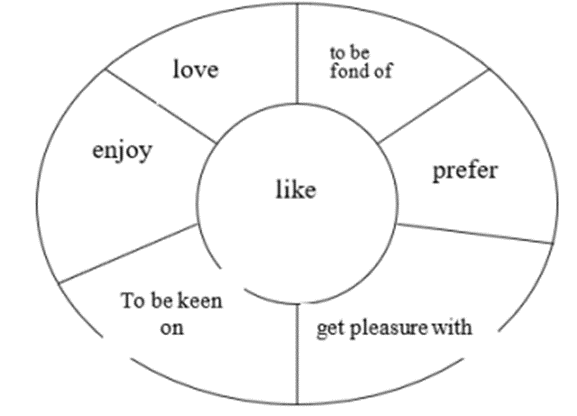 love
to be
fond of
enjoy
prefer
like
To be keen
on
get pleasure with